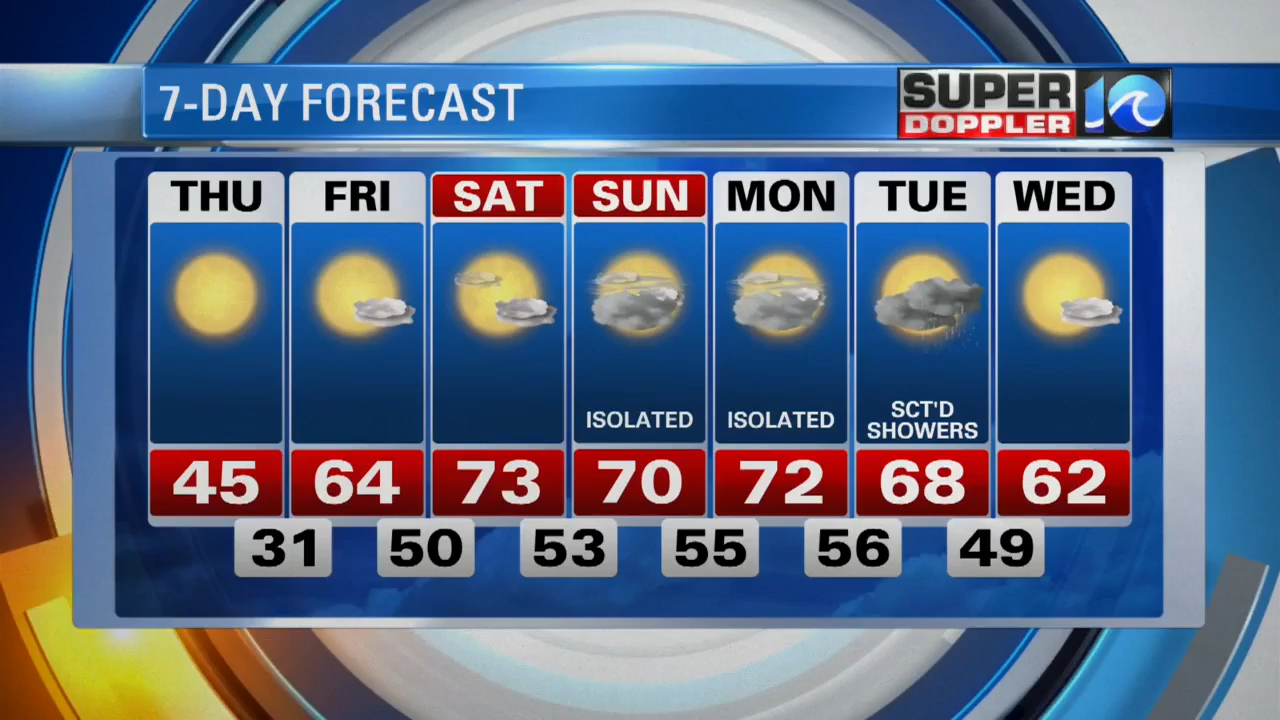 7-DAY FORECAST
SUPER
DOPPLER 10
THU FRI SAT SUN MON TUE WED
ISOLATED ISOLATED SCT'D
SHOWERS
45 64 73 70 72 68 62
31 50 53 55 56 49